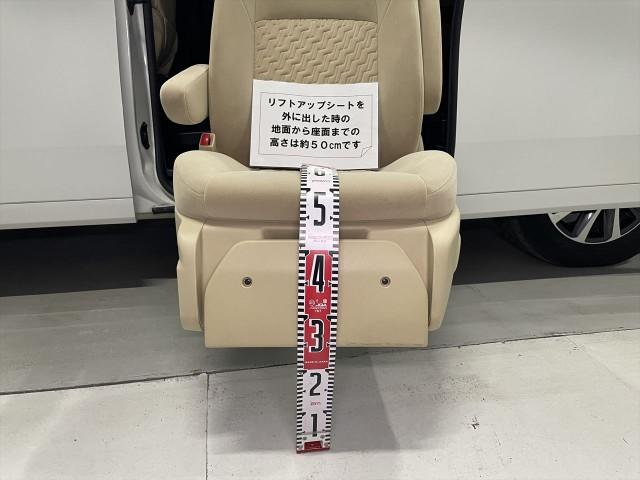 リフトアップシートを
外に出した時の
地面から座面までの
高さは約50cmです
6
5
4
3
2
1